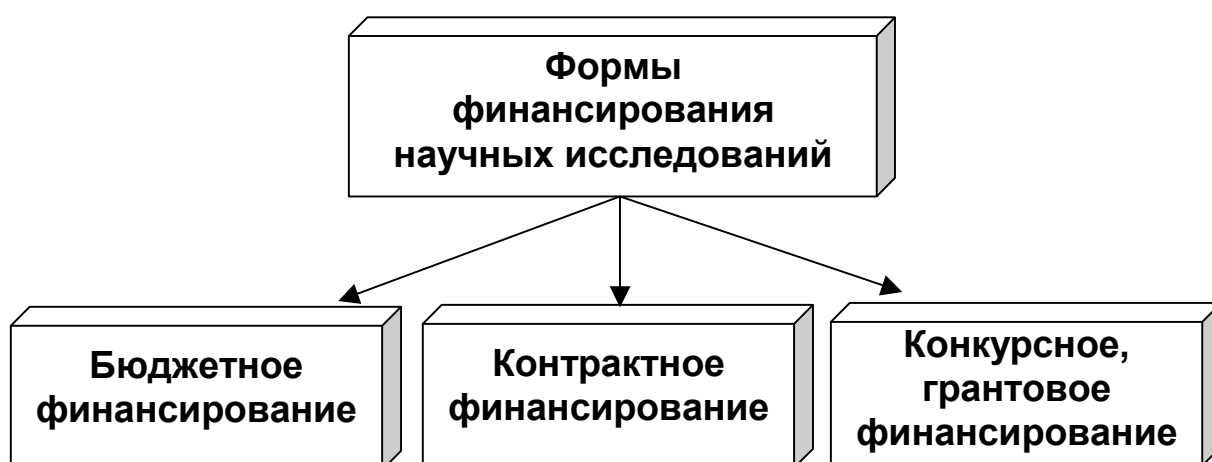 Формы
финансирования
научных исследований
Бюджетное
финансирование
Контрактное
финансирование
Конкурсное,
грантовое
финансирование